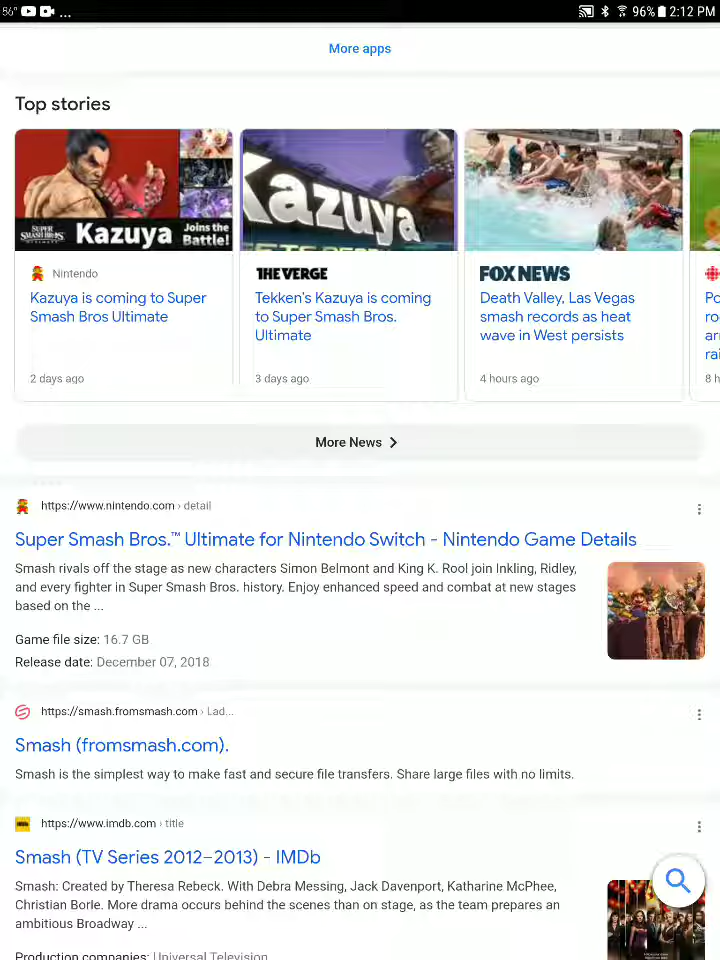 86° ...
96% 2:12 PM
More apps
Top stories
SUPER SMASH BROS. Kazuya Joins the Battle!
Kazuya
Nintendo
Kazuya is coming to Super
Smash Bros Ultimate
2 days ago
THE VERGE
Tekken's Kazuya is coming
to Super Smash Bros.
Ultimate
3 days ago
FOX NEWS
Death Valley, Las Vegas
smash records as heat
wave in West persists
4 hours ago
Po
ro
ar
rai
8 h
More News
https://www.nintendo.com › detail
Super Smash Bros.™ Ultimate for Nintendo Switch - Nintendo Game Details
Smash rivals off the stage as new characters Simon Belmont and King K. Rool join Inkling, Ridley,
and every fighter in Super Smash Bros. history. Enjoy enhanced speed and combat at new stages
based on the ...
Game file size: 16.7 GB
Release date: December 07, 2018
https://smash.fromsmash.com › Lad...
Smash (fromsmash.com).
Smash is the simplest way to make fast and secure file transfers. Share large files with no limits.
https://www.imdb.com › title
Smash (TV Series 2012–2013) - IMDb
Smash: Created by Theresa Rebeck. With Debra Messing, Jack Davenport, Katharine McPhee,
Christian Borle. More drama occurs behind the scenes than on stage, as the team prepares an
ambitious Broadway ...
Production companies: Universal Television